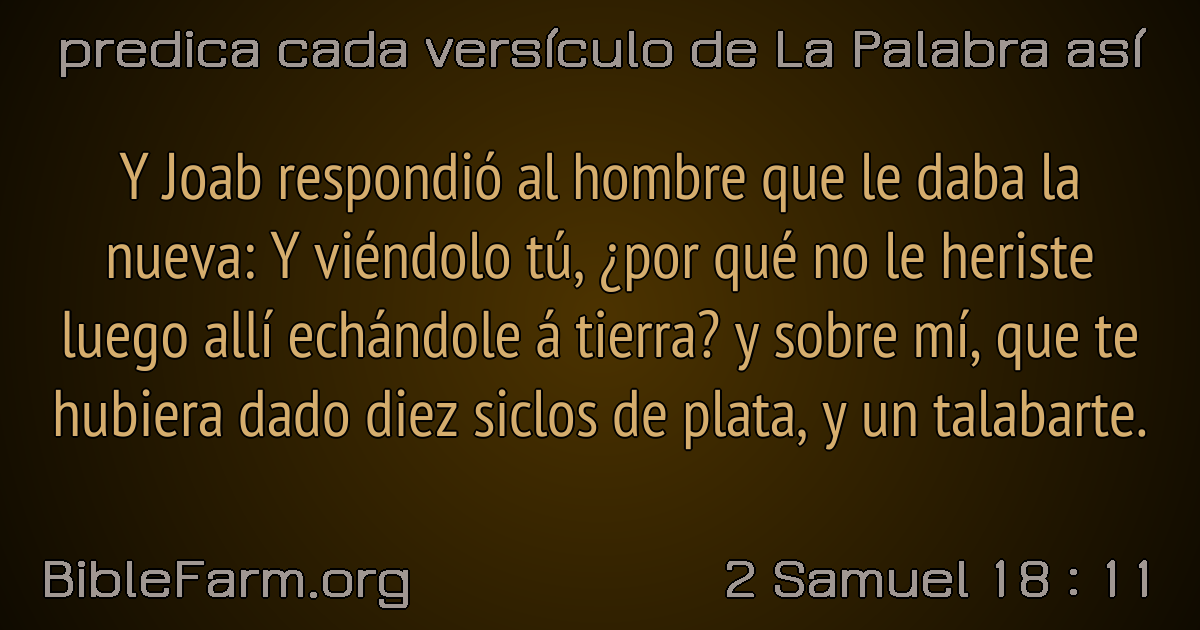 predica cada versículo de La Palabra así
Y Joab respondió al hombre que le daba la
nueva: Y viéndolo tú, ¿por qué no le heriste
luego allí echándole á tierra? y sobre mí, que te
hubiera dado diez siclos de plata, y un talabarte.
BibleFarm.org
2 Samuel 18 : 11